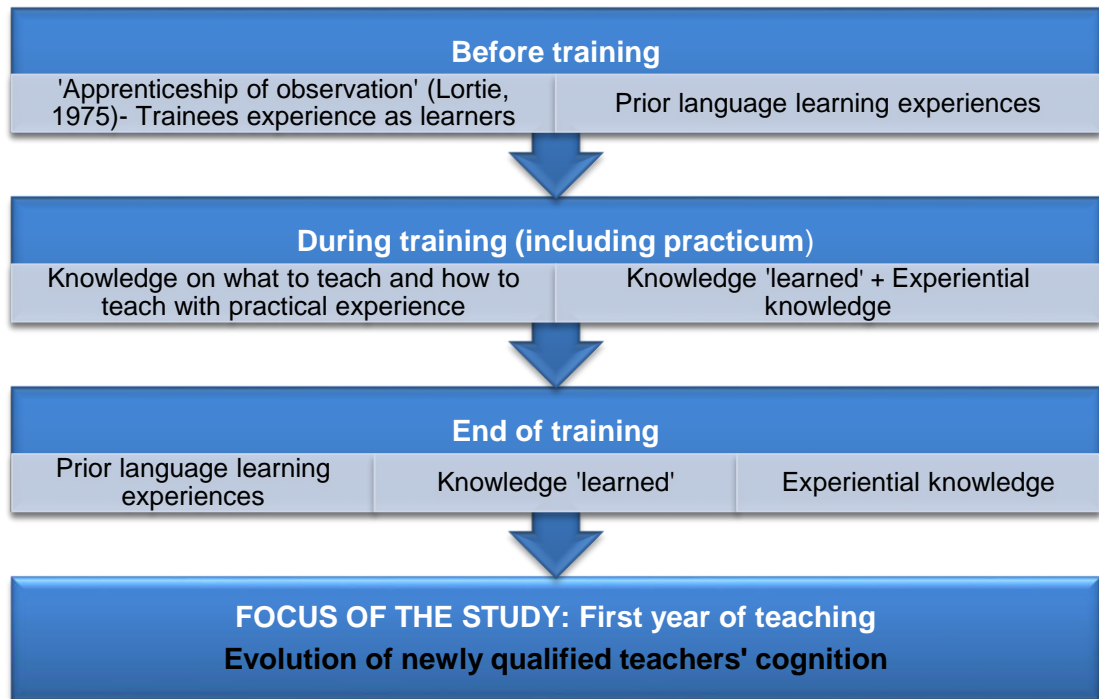 Before training
'Apprenticeship of observation' (Lortie,
1975)- Trainees experience as learners
Prior language learning experiences
During training (including practicum)
Knowledge on what to teach and how to
teach with practical experience
Knowledge 'learned' + Experiential
knowledge
End of training
Prior language learning
experiences
Knowledge 'learned'
Experiential knowledge
FOCUS OF THE STUDY: First year of teaching
Evolution of newly qualified teachers' cognition